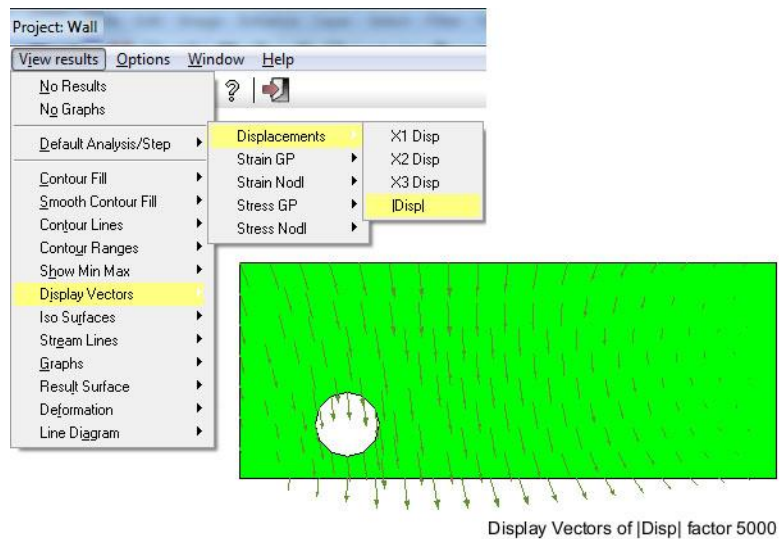 Project: Wall
View results Options Window Help
No Results
No Graphs
Default Analysis/Step
Contour Fill
Smooth Contour Fill
Contour Lines
Contour Ranges
Show Min Max
Display Vectors
Iso Surfaces
Stream Lines
Graphs
Result Surface
Deformation
Line Diagram
Displacements
Strain GP
Strain Nodl
Stress GP
Stress Nodl
X1 Disp
X2 Disp
X3 Disp
|Disp|
Display Vectors of |Disp| factor 5000